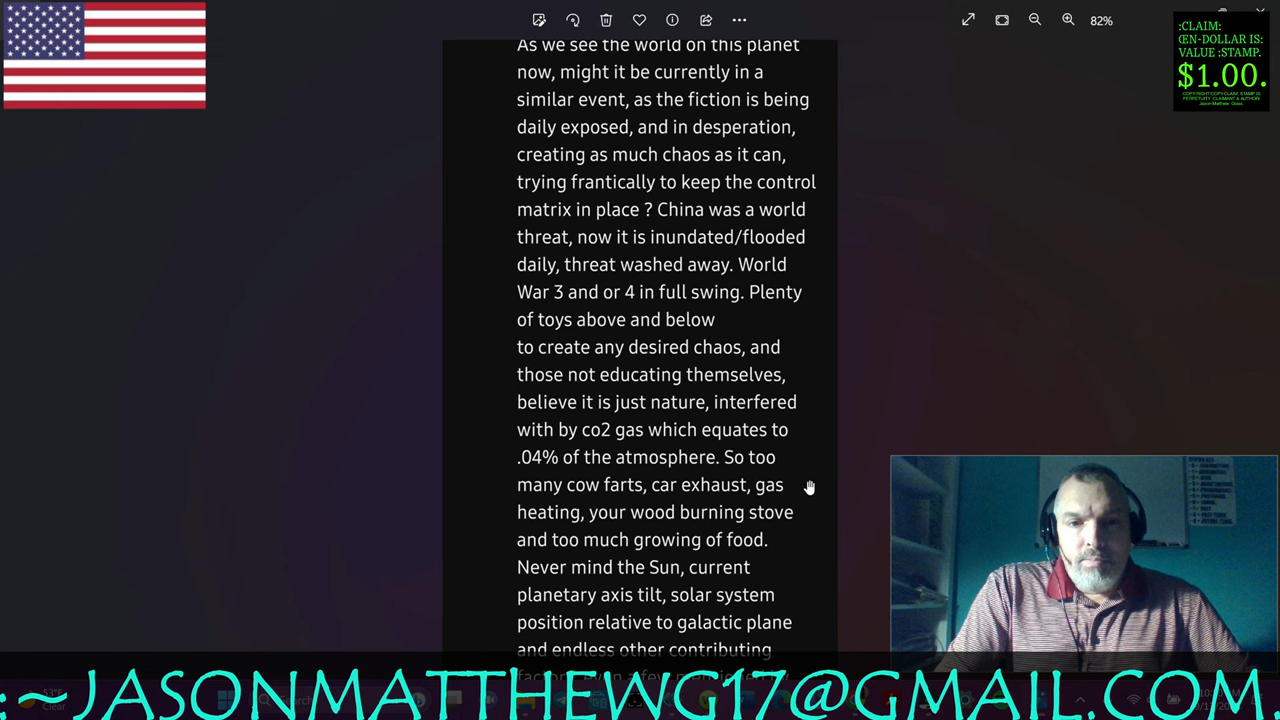 82%
:CLAIM:
ŒN-DOLLAR IS:
VALUE :STAMP.
$1.00.
As we see the world on this planet
now, might it be currently in a
similar event, as the fiction is being
daily exposed, and in desperation,
creating as much chaos as it can,
trying frantically to keep the control
matrix in place ? China was a world
threat, now it is inundated/flooded
daily, threat washed away. World
War 3 and or 4 in full swing. Plenty
of toys above and below
to create any desired chaos, and
those not educating themselves,
believe it is just nature, interfered
with by co2 gas which equates to
.04% of the atmosphere. So too
many cow farts, car exhaust, gas
heating, your wood burning stove
and too much growing of food.
Never mind the Sun, current
planetary axis tilt, solar system
position relative to galactic plane
and endless other contributing
:~JASONMATTHEWG17@GMAIL.COM.
53°F
Clear
Search